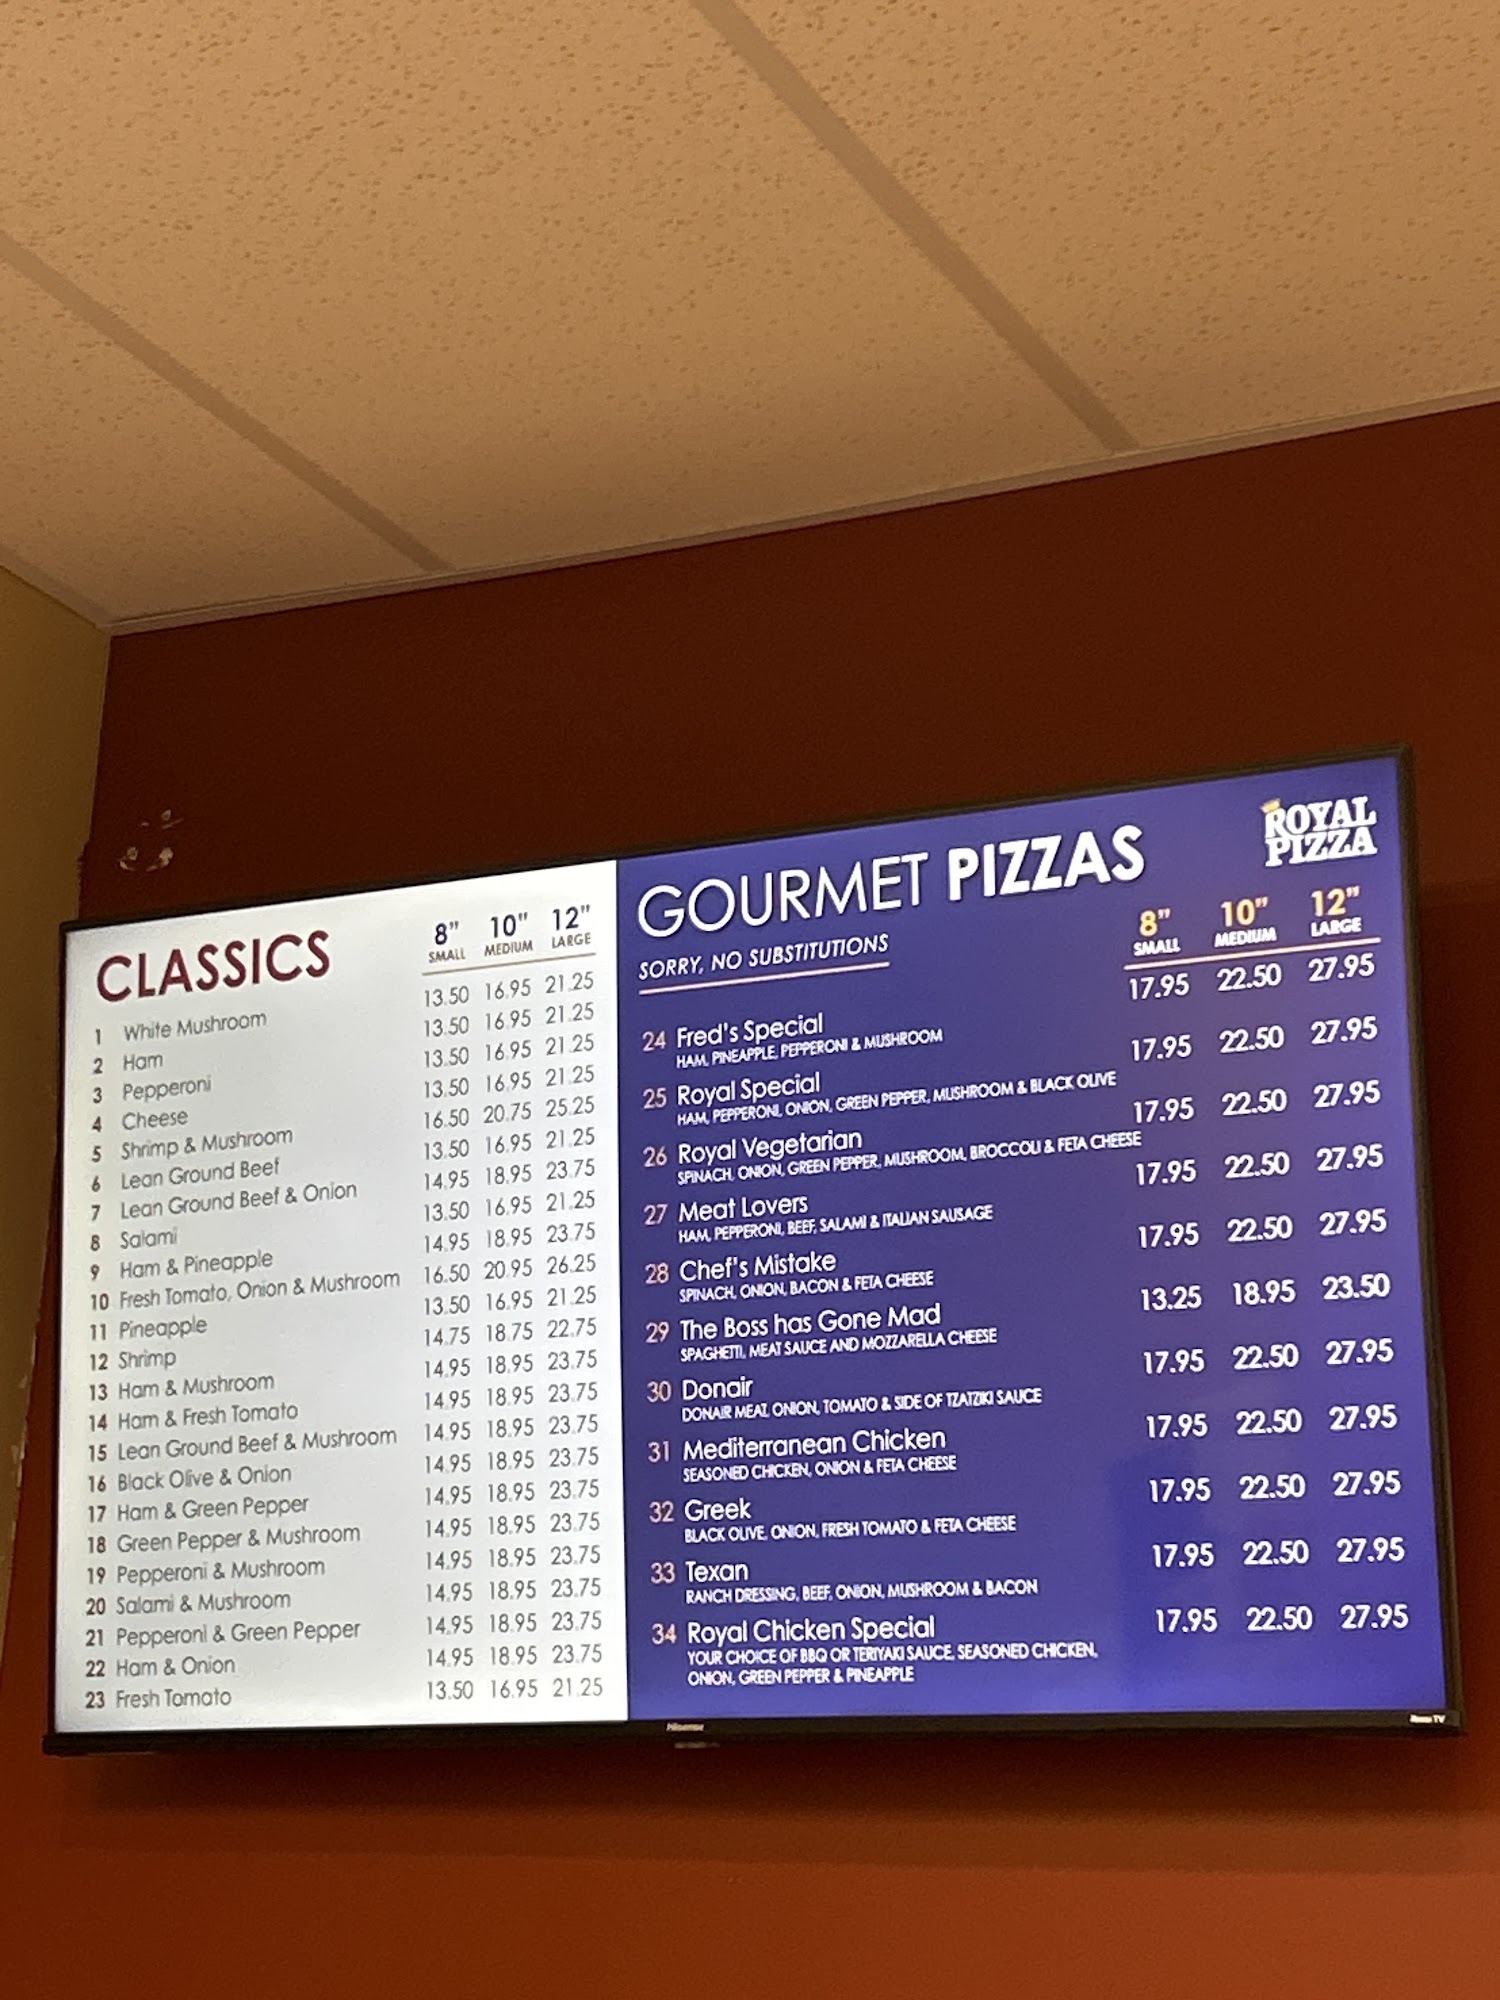 CLASSICS
8" 10" 12"
SMALL MEDIUM LARGE
1 White Mushroom 13.50 16.95 21.25
2 Ham 13.50 16.95 21.25
3 Pepperoni 13.50 16.95 21.25
4 Cheese 13.50 16.95 21.25
5 Shrimp & Mushroom 16.50 20.75 25.25
6 Lean Ground Beef 13.50 16.95 21.25
7 Lean Ground Beef & Onion 14.95 18.95 23.75
8 Salami 13.50 16.95 21.25
9 Ham & Pineapple 14.95 18.95 23.75
10 Fresh Tomato, Onion & Mushroom 16.50 20.95 26.25
11 Pineapple 13.50 16.95 21.25
12 Shrimp 14.75 18.75 22.75
13 Ham & Mushroom 14.95 18.95 23.75
14 Ham & Fresh Tomato 14.95 18.95 23.75
15 Lean Ground Beef & Mushroom 14.95 18.95 23.75
16 Black Olive & Onion 14.95 18.95 23.75
17 Ham & Green Pepper 14.95 18.95 23.75
18 Green Pepper & Mushroom 14.95 18.95 23.75
19 Pepperoni & Mushroom 14.95 18.95 23.75
20 Salami & Mushroom 14.95 18.95 23.75
21 Pepperoni & Green Pepper 14.95 18.95 23.75
22 Ham & Onion 14.95 18.95 23.75
23 Fresh Tomato 13.50 16.95 21.25
GOURMET PIZZAS
SORRY, NO SUBSTITUTIONS
ROYAL
PIZZA
8" 10" 12"
SMALL MEDIUM LARGE
24 Fred's Special 17.95 22.50 27.95
HAM, PINEAPPLE, PEPPERONI & MUSHROOM
25 Royal Special 17.95 22.50 27.95
HAM, PEPPERONI, ONION, GREEN PEPPER, MUSHROOM & BLACK OLIVE
26 Royal Vegetarian 17.95 22.50 27.95
SPINACH, ONION, GREEN PEPPER, MUSHROOM, BROCCOLI & FETA CHEESE
27 Meat Lovers 17.95 22.50 27.95
HAM, PEPPERONI, BEEF, SALAMI & ITALIAN SAUSAGE
28 Chef's Mistake 17.95 22.50 27.95
SPINACH, ONION, BACON & FETA CHEESE
29 The Boss has Gone Mad 13.25 18.95 23.50
SPAGHETTI, MEAT SAUCE AND MOZZARELLA CHEESE
30 Donair 17.95 22.50 27.95
DONAIR MEAT, ONION, TOMATO & SIDE OF TZATZIKI SAUCE
31 Mediterranean Chicken 17.95 22.50 27.95
SEASONED CHICKEN, ONION & FETA CHEESE
32 Greek 17.95 22.50 27.95
BLACK OLIVE, ONION, FRESH TOMATO & FETA CHEESE
33 Texan 17.95 22.50 27.95
RANCH DRESSING, BEEF, ONION, MUSHROOM & BACON
34 Royal Chicken Special 17.95 22.50 27.95
YOUR CHOICE OF BBQ OR TERIYAKI SAUCE, SEASONED CHICKEN,
ONION, GREEN PEPPER & PINEAPPLE
Hisense
Roku TV